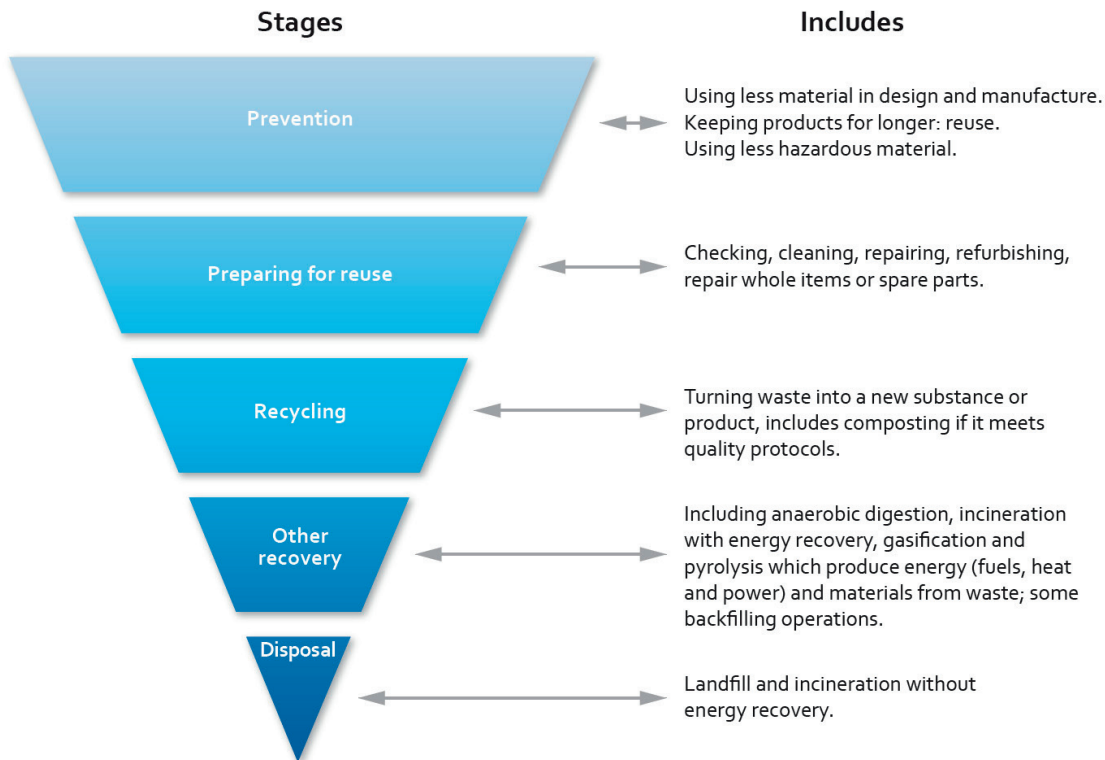 Stages
Includes
Prevention
Using less material in design and manufacture.
Keeping products for longer: reuse.
Using less hazardous material.
Preparing for reuse
Checking, cleaning, repairing, refurbishing,
repair whole items or spare parts.
Recycling
Turning waste into a new substance or
product, includes composting if it meets
quality protocols.
Other
recovery
Including anaerobic digestion, incineration
with energy recovery, gasification and
pyrolysis which produce energy (fuels, heat
and power) and materials from waste; some
backfilling operations.
Disposal
Landfill and incineration without
energy recovery.